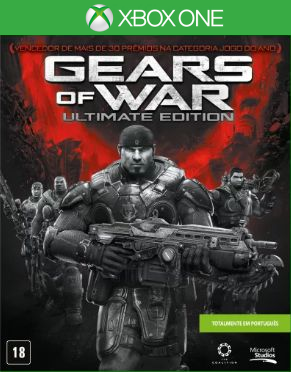 XBOX ONE
VENCEDOR DE MAIS DE 30 PRÊMIOS NA CATEGORIA JOGO DO ANO
GEARS
OF WAR
ULTIMATE EDITION
TOTALMENTE EM PORTUGUÊS
18
COALITION
Microsoft
Studios